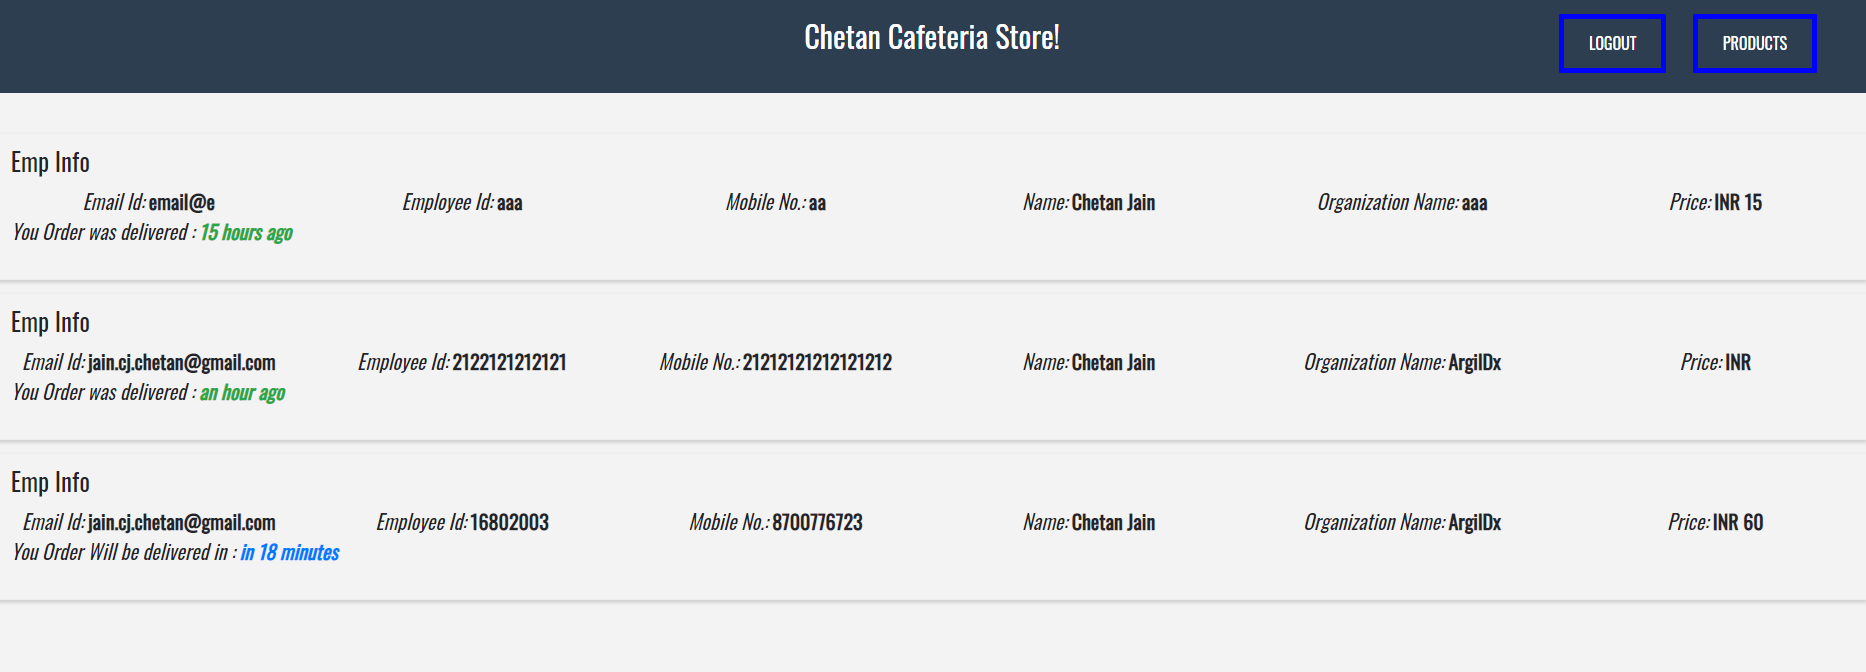 Chetan Cafeteria Store!
LOGOUT
PRODUCTS
Emp Info
Email Id: email@e Employee Id: aaa Mobile No.: aa Name: Chetan Jain Organization Name: aaa Price: INR 15
You Order was delivered : 15 hours ago
Emp Info
Email Id: jain.cj.chetan@gmail.com Employee Id: 2122121212121 Mobile No.: 21212121212121212 Name: Chetan Jain Organization Name: ArgilDx Price: INR
You Order was delivered : an hour ago
Emp Info
Email Id: jain.cj.chetan@gmail.com Employee Id: 16802003 Mobile No.: 8700776723 Name: Chetan Jain Organization Name: ArgilDx Price: INR 60
You Order Will be delivered in : in 18 minutes